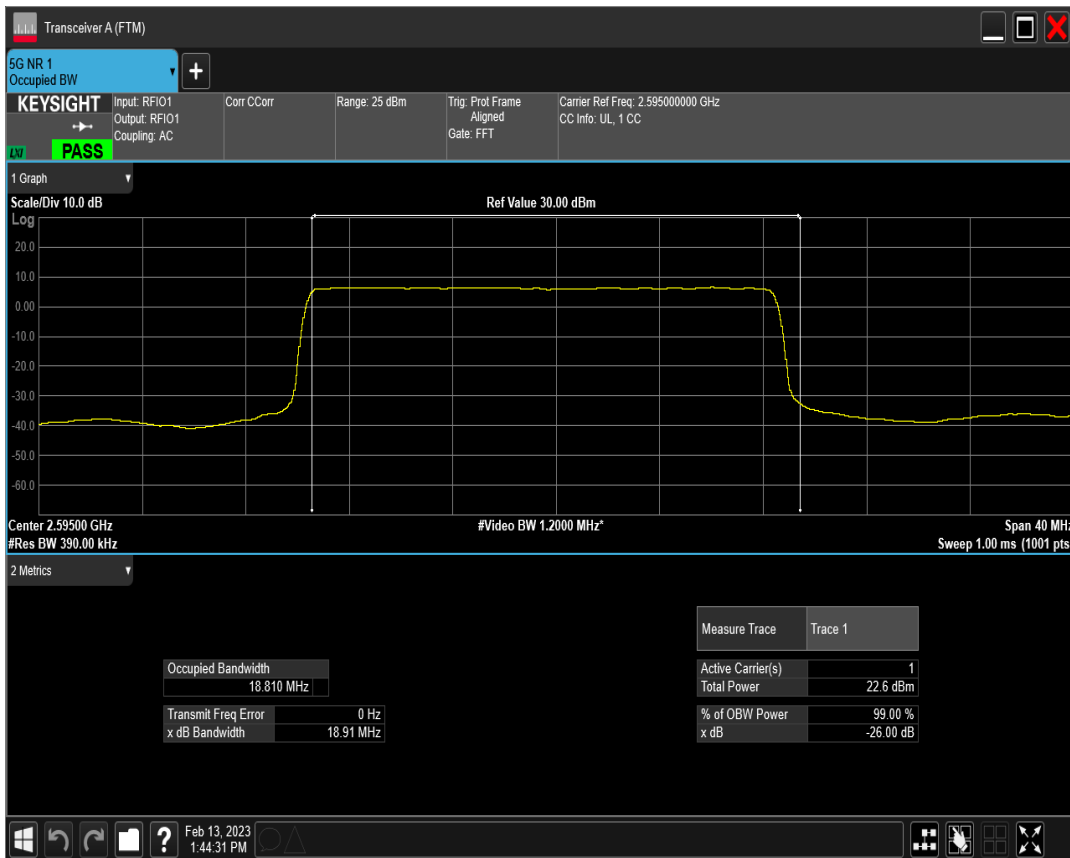 Transceiver A (FTM)
5G NR 1
Occupied BW
+
KEYSIGHT
LXI
PASS
Input: RFIO1
Output: RFIO1
Coupling: AC
Corr CCorr
Range: 25 dBm
Trig: Prot Frame
Aligned
Gate: FFT
Carrier Ref Freq: 2.595000000 GHz
CC Info: UL, 1 CC
1 Graph
Scale/Div 10.0 dB
Ref Value 30.00 dBm
Log
20.0
10.0
0.00
-10.0
-20.0
-30.0
-40.0
-50.0
-60.0
Center 2.59500 GHz
#Video BW 1.2000 MHz*
Span 40 MHz
#Res BW 390.00 kHz
Sweep 1.00 ms (1001 pts
2 Metrics
Measure Trace Trace 1
Occupied Bandwidth
18.810 MHz
Active Carrier(s) 1
Total Power 22.6 dBm
Transmit Freq Error 0 Hz
x dB Bandwidth 18.91 MHz
% of OBW Power 99.00 %
x dB -26.00 dB
?
Feb 13, 2023
1:44:31 PM